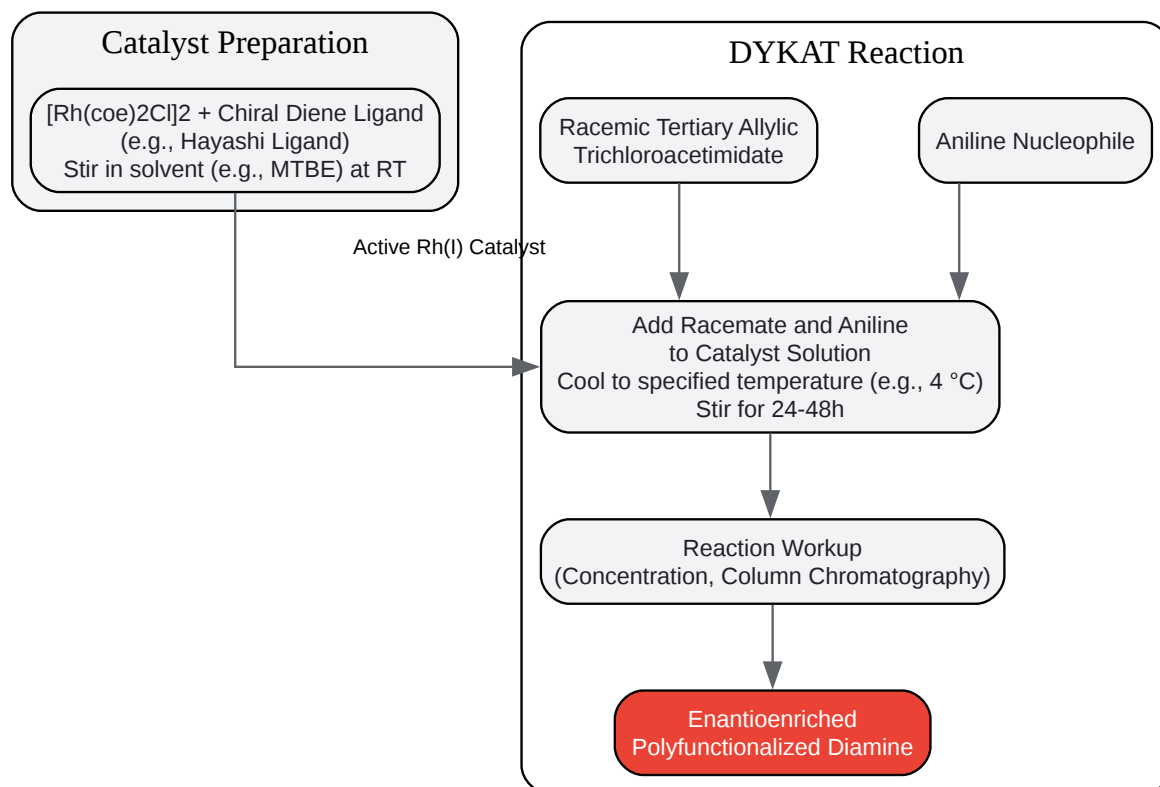 Catalyst Preparation
[Rh(coe)2Cl]2 + Chiral Diene Ligand
(e.g., Hayashi Ligand)
Stir in solvent (e.g., MTBE) at RT
DYKAT Reaction
Racemic Tertiary Allylic
Trichloroacetimidate
Aniline Nucleophile
Active Rh(I) Catalyst
Add Racemate and Aniline
to Catalyst Solution
Cool to specified temperature (e.g., 4 °C)
Stir for 24-48h
Reaction Workup
(Concentration, Column Chromatography)
Enantioenriched
Polyfunctionalized Diamine